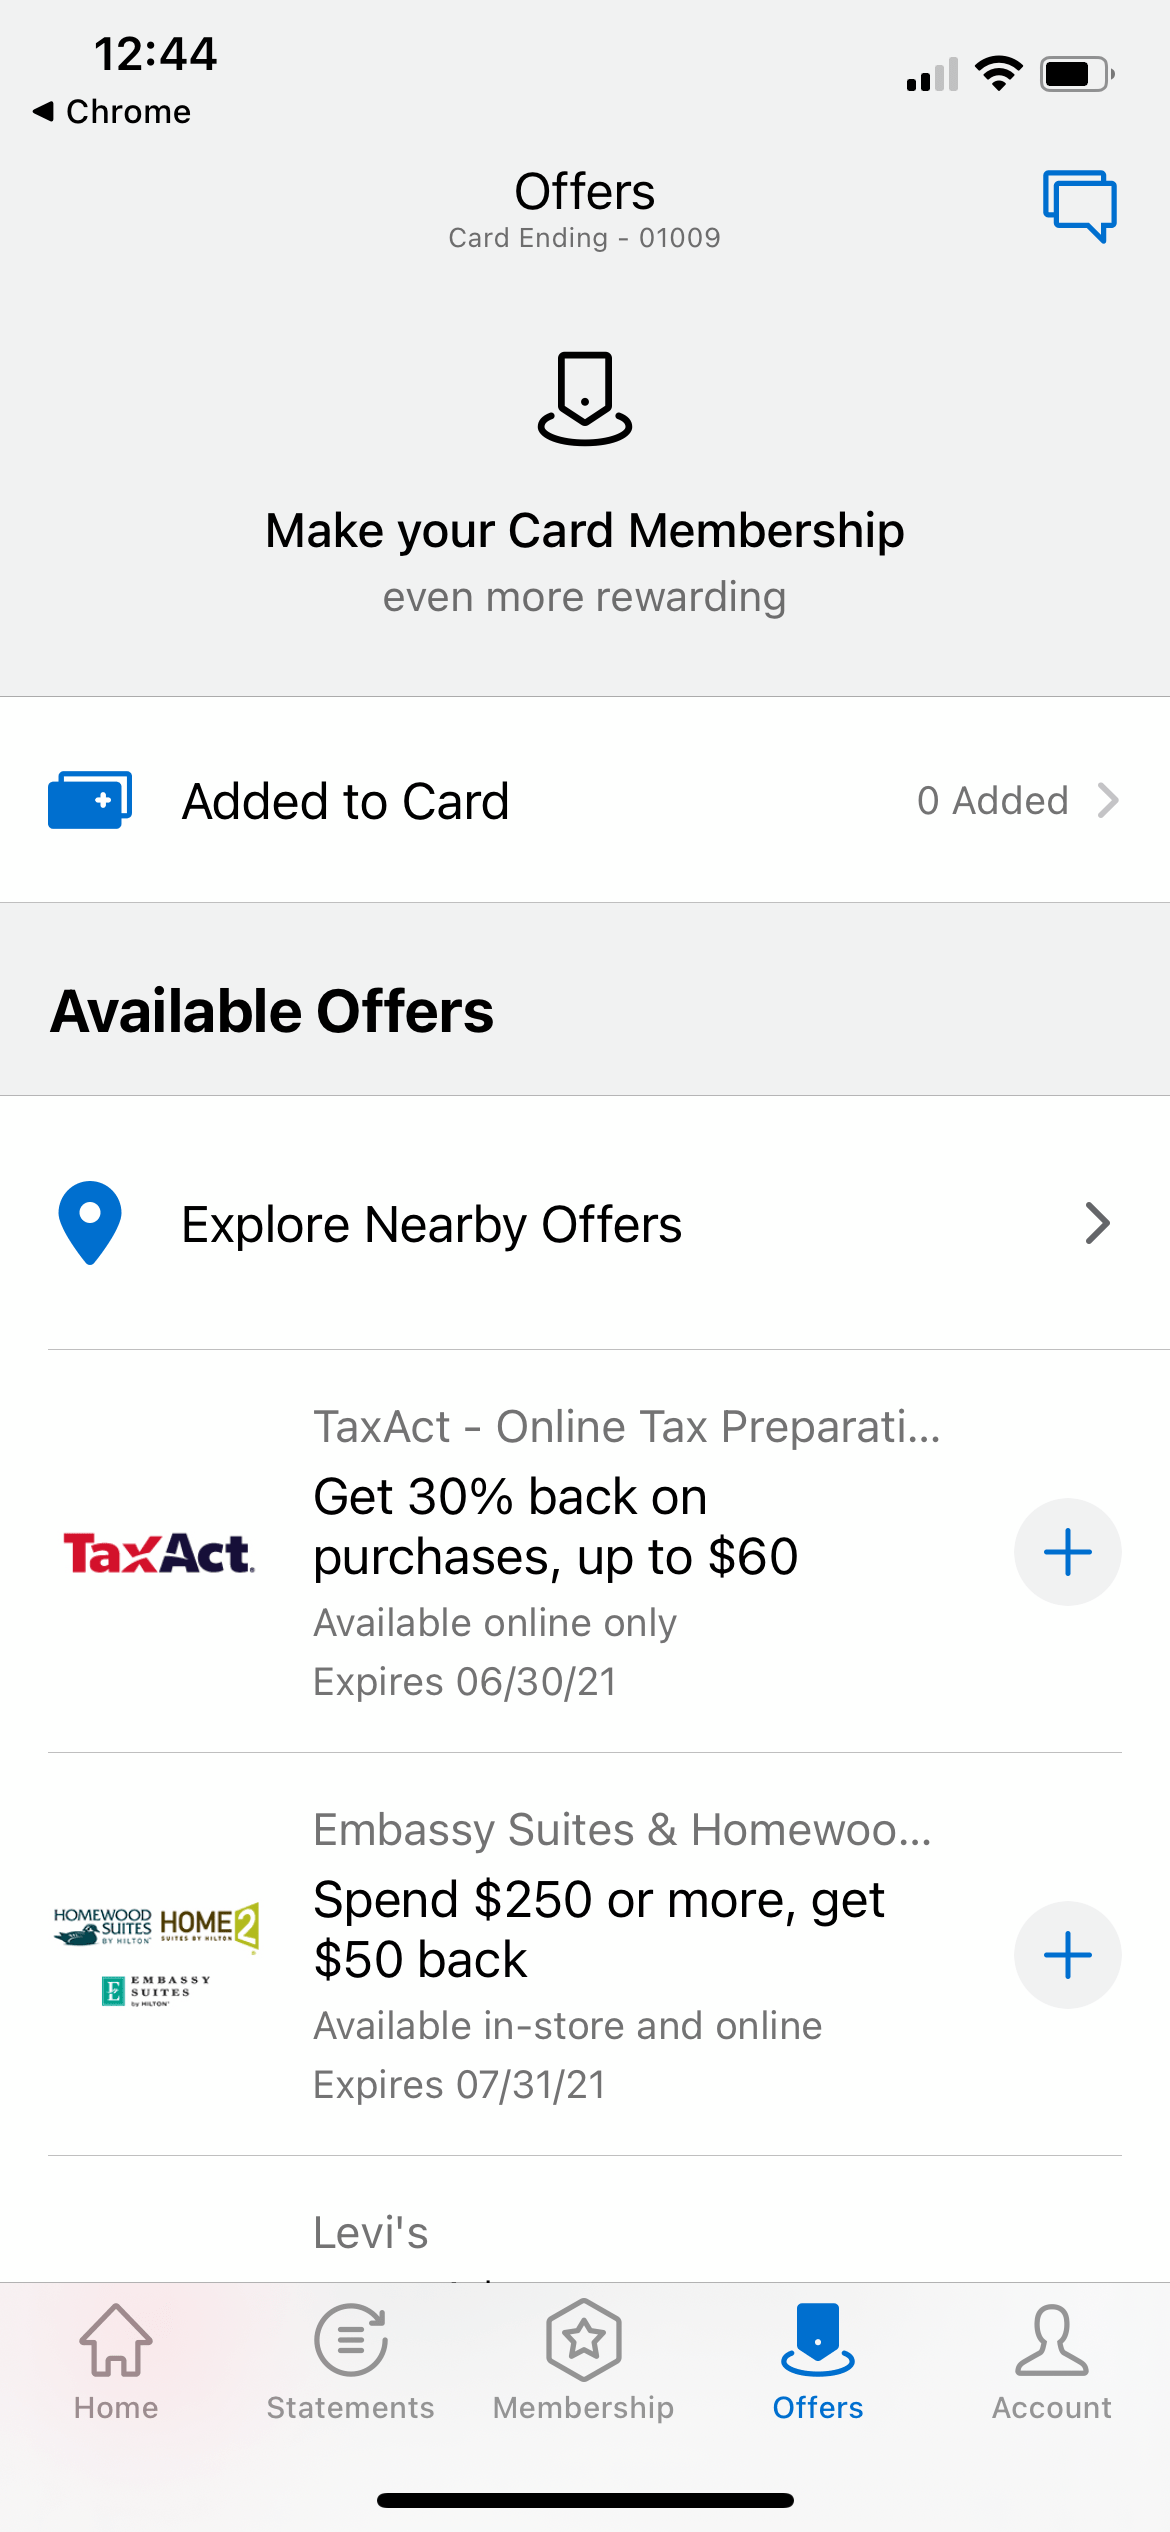 12:44
◀ Chrome
Offers
Card Ending - 01009
Make your Card Membership
even more rewarding
Added to Card
0 Added
Available Offers
Explore Nearby Offers
TaxAct - Online Tax Preparati...
Get 30% back on
purchases, up to $60
Available online only
Expires 06/30/21
TaxAct.
Embassy Suites & Homewoo...
Spend $250 or more, get
$50 back
Available in-store and online
Expires 07/31/21
HOMEWOOD
SUITES
BY HILTON
HOME2
SUITES BY HILTON
EMBASSY
SUITES
by HILTON
Levi's
Home
Statements
Membership
Offers
Account